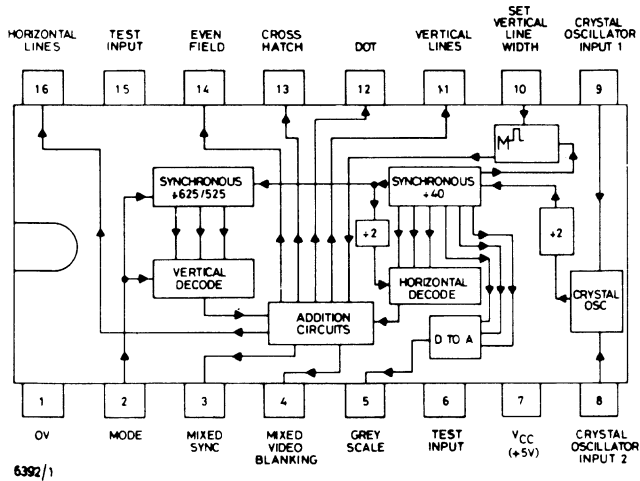 HORIZONTAL LINES
TEST INPUT
EVEN FIELD
CROSS HATCH
DOT
VERTICAL LINES
SET VERTICAL LINE WIDTH
CRYSTAL OSCILLATOR INPUT 1
16 15 14 13 12 11 10 9
M
SYNCHRONOUS
÷625/525
SYNCHRONOUS
÷40
÷2
÷2
VERTICAL
DECODE
HORIZONTAL
DECODE
CRYSTAL
OSC
ADDITION
CIRCUITS
D TO A
1 2 3 4 5 6 7 8
0V
MODE
MIXED SYNC
MIXED VIDEO BLANKING
GREY SCALE
TEST INPUT
VCC (+5V)
CRYSTAL OSCILLATOR INPUT 2
6392/1